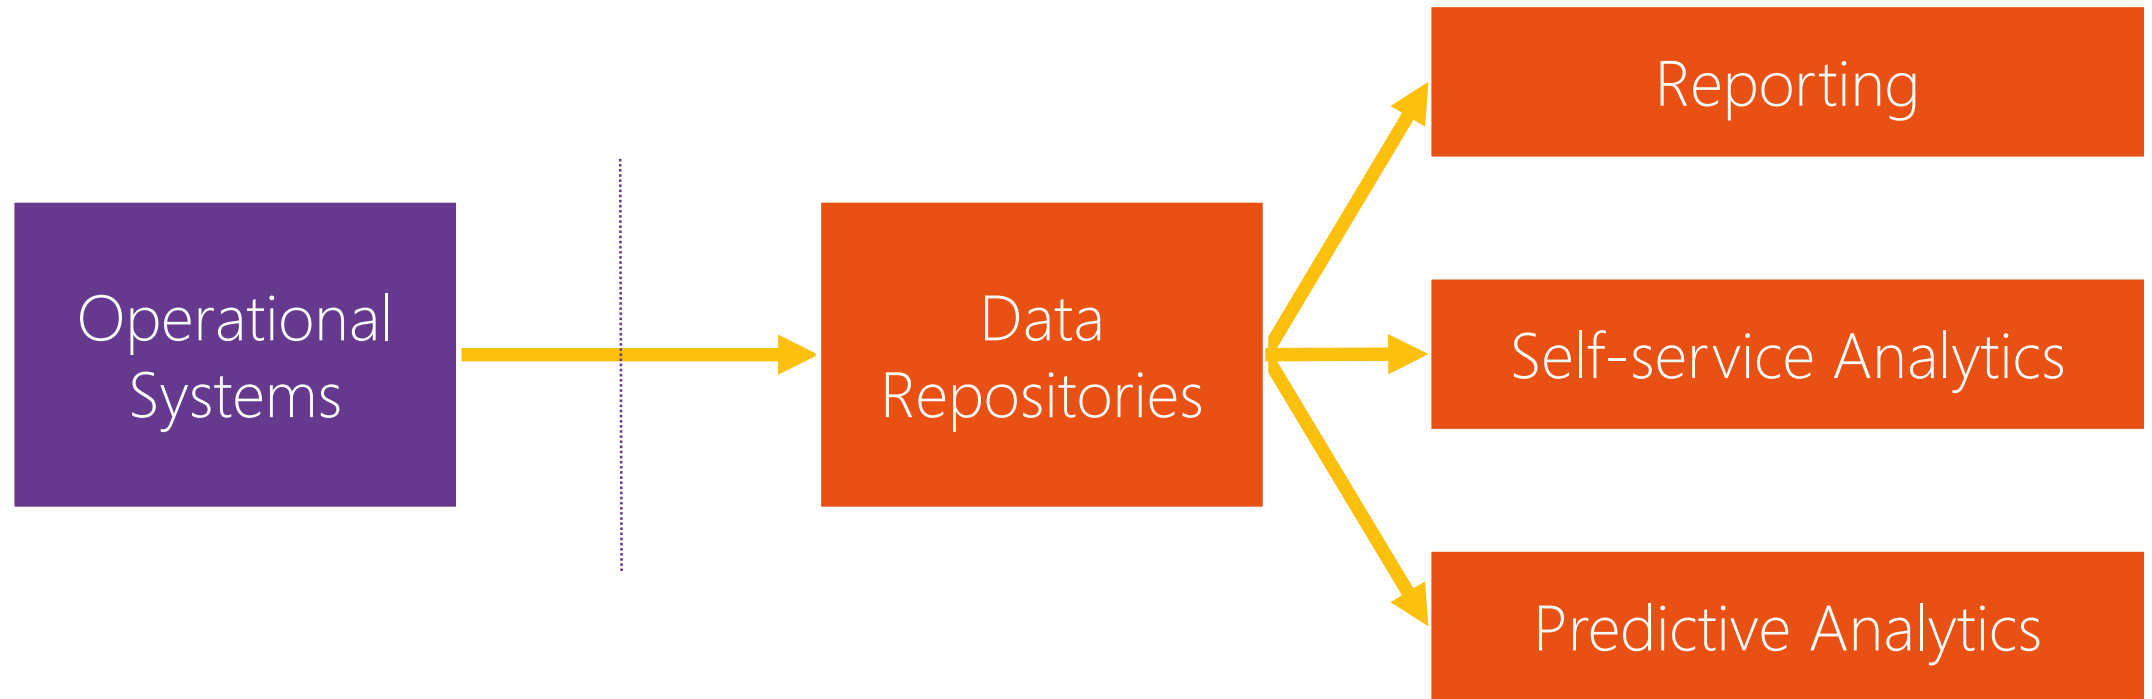 Operational
Systems
Data
Repositories
Reporting
Self-service Analytics
Predictive Analytics